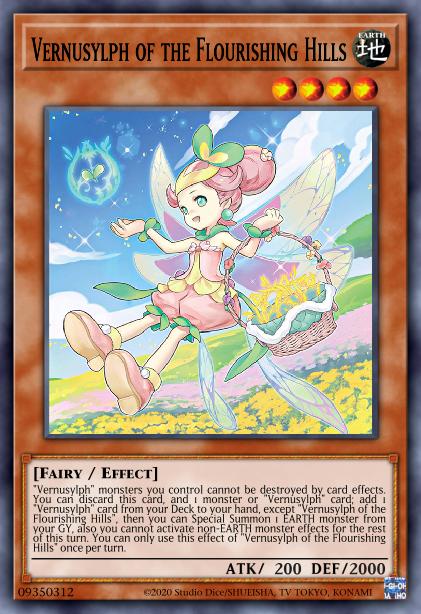 Vernusylph of the Flourishing Hills
EARTH
地
[Fairy / Effect]
"Vernusylph" monsters you control cannot be destroyed by card effects.
You can discard this card, and 1 monster or "Vernusylph" card; add 1
"Vernusylph" card from your Deck to your hand, except "Vernusylph of the
Flourishing Hills", then you can Special Summon 1 EARTH monster from
your GY, also you cannot activate non-EARTH monster effects for the rest
of this turn. You can only use this effect of "Vernusylph of the Flourishing
Hills" once per turn.
ATK/ 200 DEF/2000
09350312
©2020 Studio Dice/SHUEISHA, TV TOKYO, KONAMI